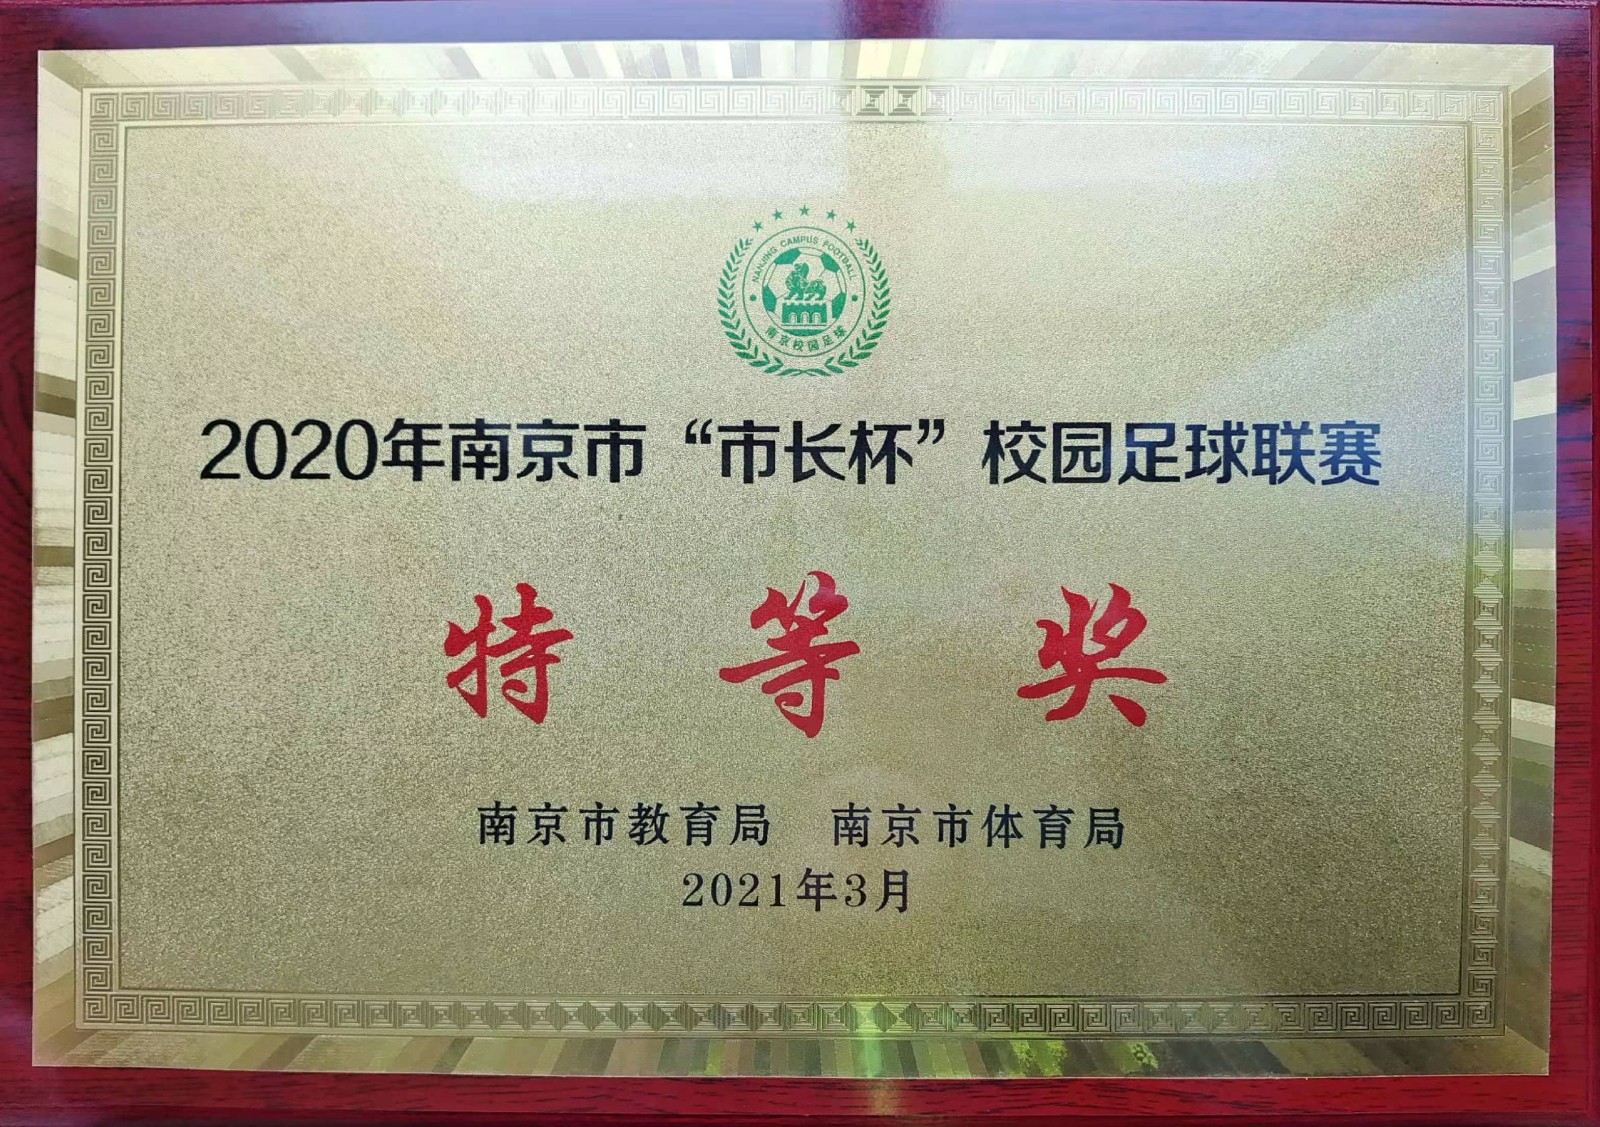 NANJING CAMPUS FOOTBALL
南京校园足球
2020年南京市“市长杯”校园足球联赛
特等奖
南京市教育局 南京市体育局
2021年3月